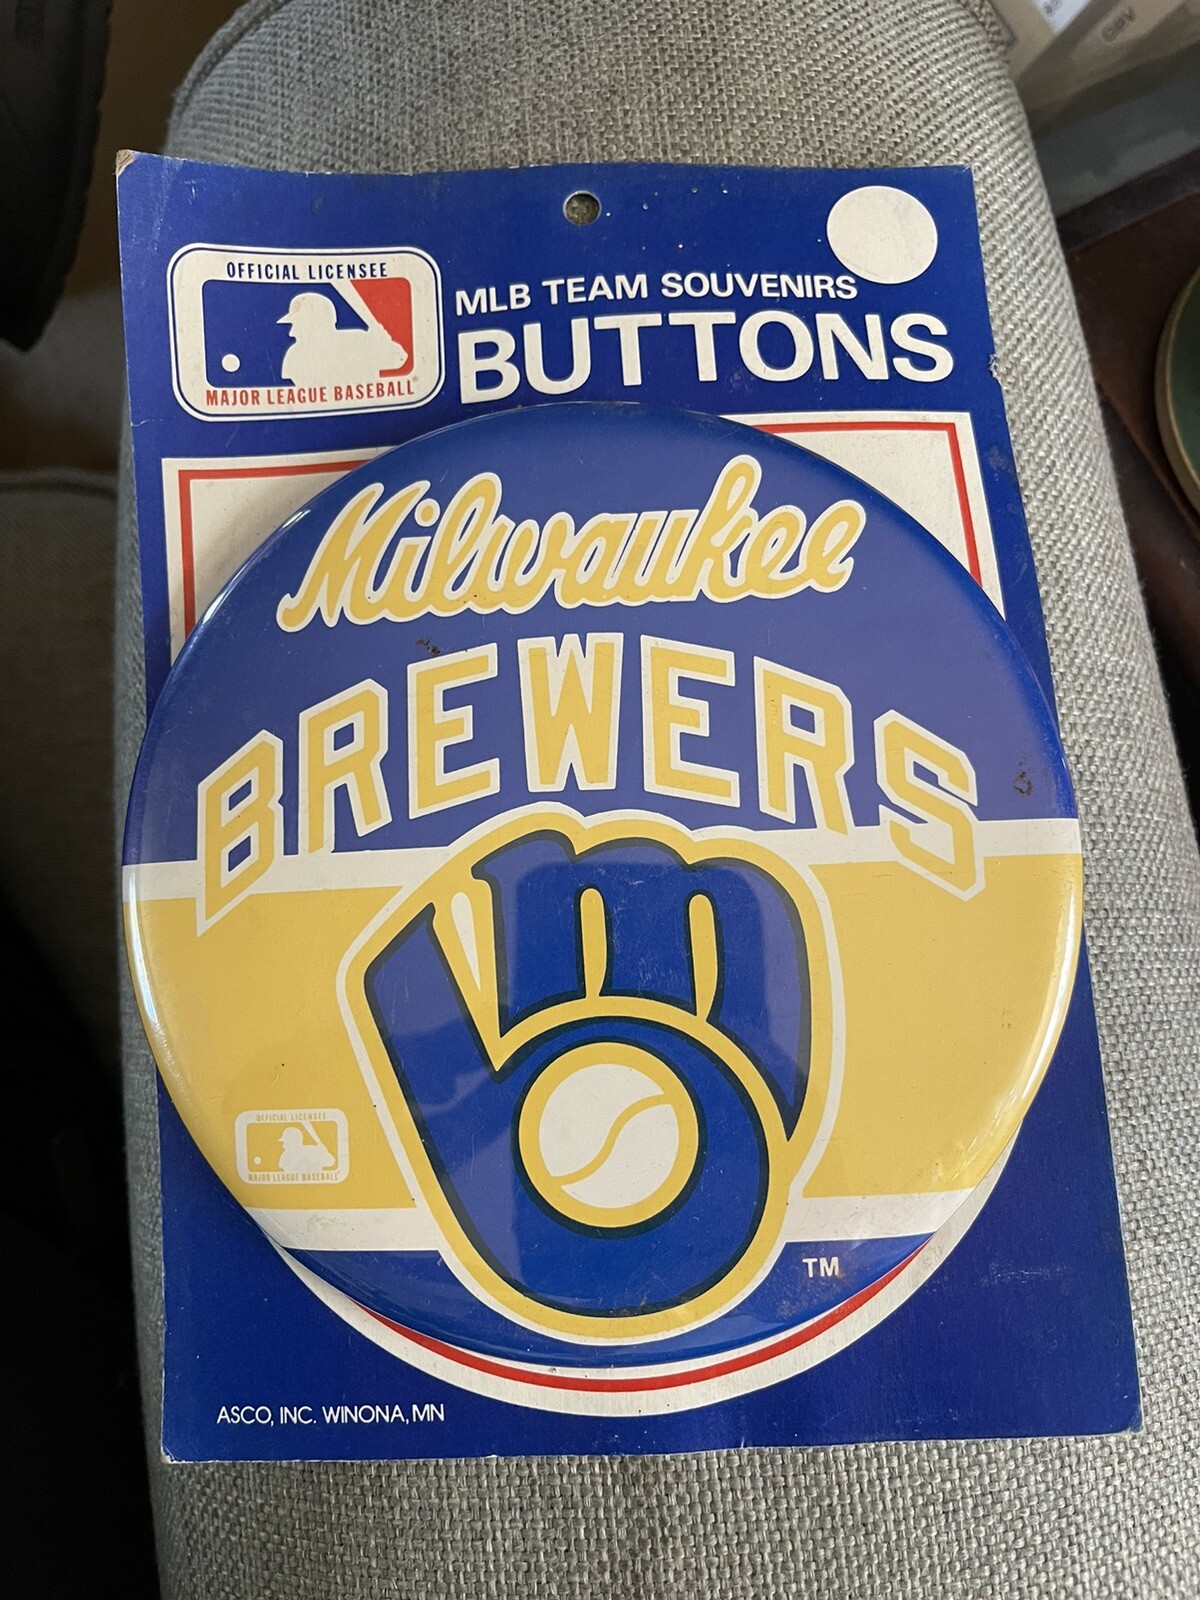 OFFICIAL LICENSEE
MAJOR LEAGUE BASEBALL®
MLB TEAM SOUVENIRS
BUTTONS
Milwaukee
BREWERS
OFFICIAL LICENSEE
MAJOR LEAGUE BASEBALL
TM
ASCO, INC. WINONA, MN